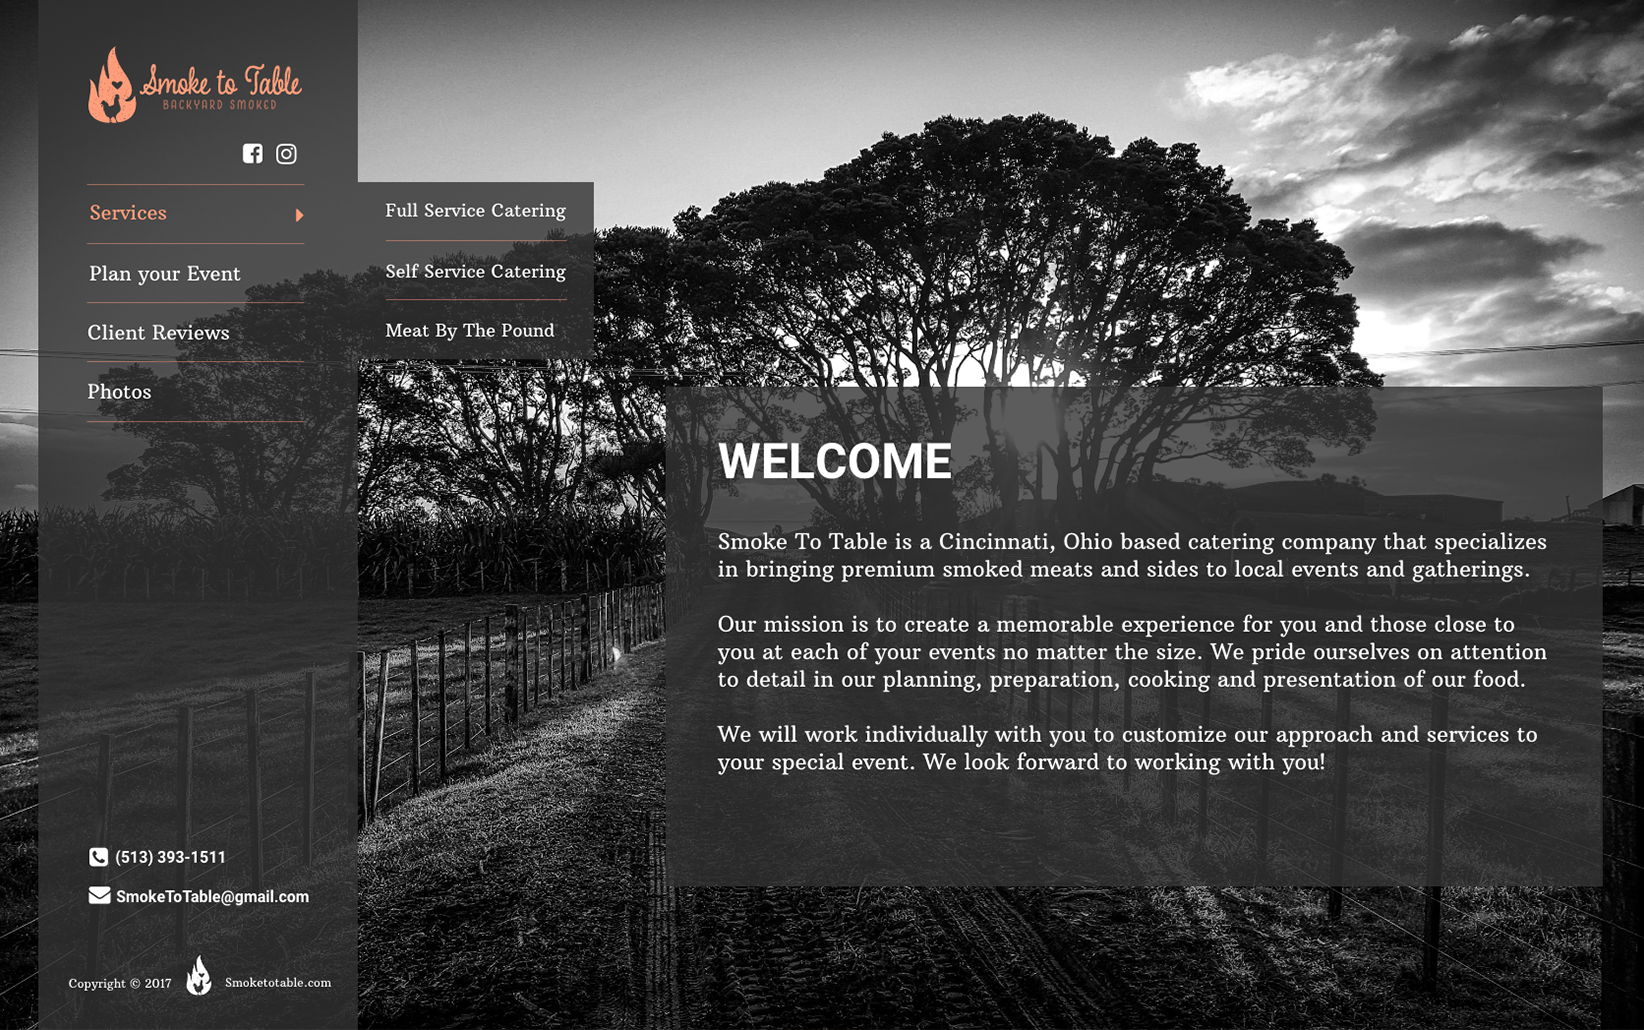 Smoke to Table
BACKYARD SMOKED
Services
Plan your Event
Client Reviews
Photos
Full Service Catering
Self Service Catering
Meat By The Pound
WELCOME
Smoke To Table is a Cincinnati, Ohio based catering company that specializes
in bringing premium smoked meats and sides to local events and gatherings.
Our mission is to create a memorable experience for you and those close to
you at each of your events no matter the size. We pride ourselves on attention
to detail in our planning, preparation, cooking and presentation of our food.
We will work individually with you to customize our approach and services to
your special event. We look forward to working with you!
(513) 393-1511
SmokeToTable@gmail.com
Copyright © 2017 Smoketotable.com